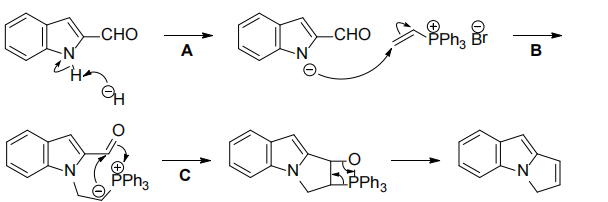 CHO CHO
N N PPh3 Br
H A B
H
O
N PPh3 C N O PPh3 N